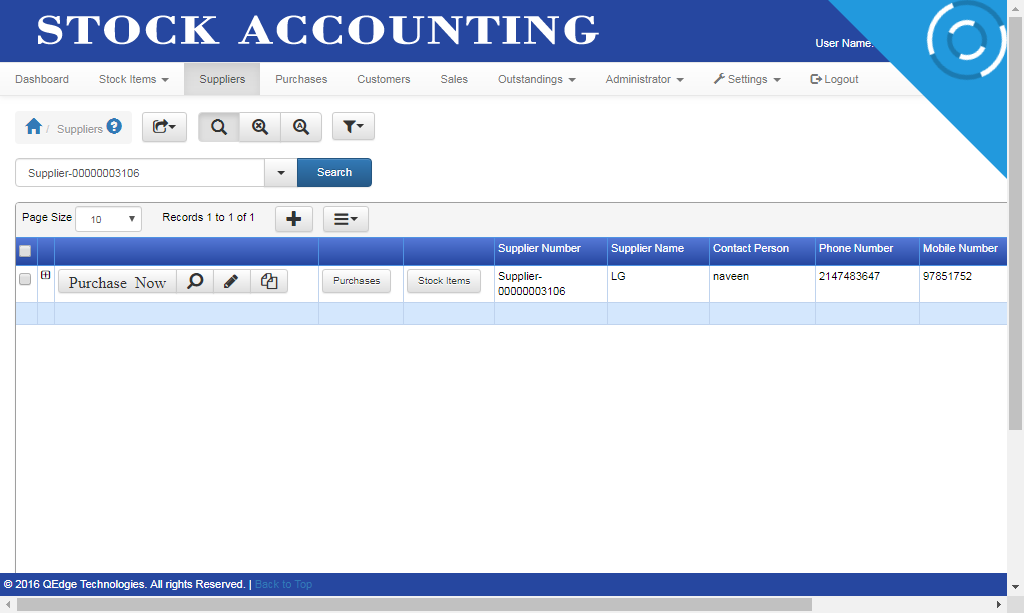 STOCK ACCOUNTING
User Name:
Dashboard Stock Items Suppliers Purchases Customers Sales Outstandings Administrator Settings Logout
/ Suppliers
Supplier-00000003106 Search
Page Size 10 Records 1 to 1 of 1
Supplier Number Supplier Name Contact Person Phone Number Mobile Number
Purchase Now Purchases Stock Items Supplier- LG naveen 2147483647 97851752
00000003106
© 2016 QEdge Technologies. All rights Reserved. | Back to Top